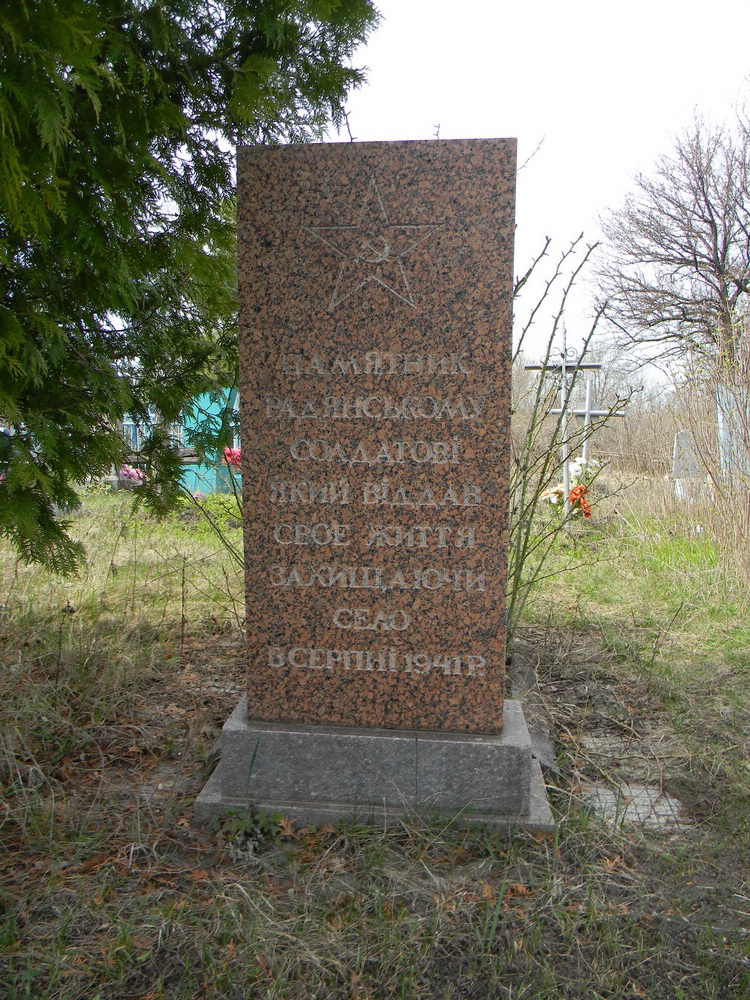 ПАМ'ЯТНИК
РАДЯНСЬКОМУ
СОЛДАТОВІ
ЯКИЙ ВІДДАВ
СВОЄ ЖИТТЯ
ЗАХИЩАЮЧИ
СЕЛО
В СЕРПНІ 1941 Р.